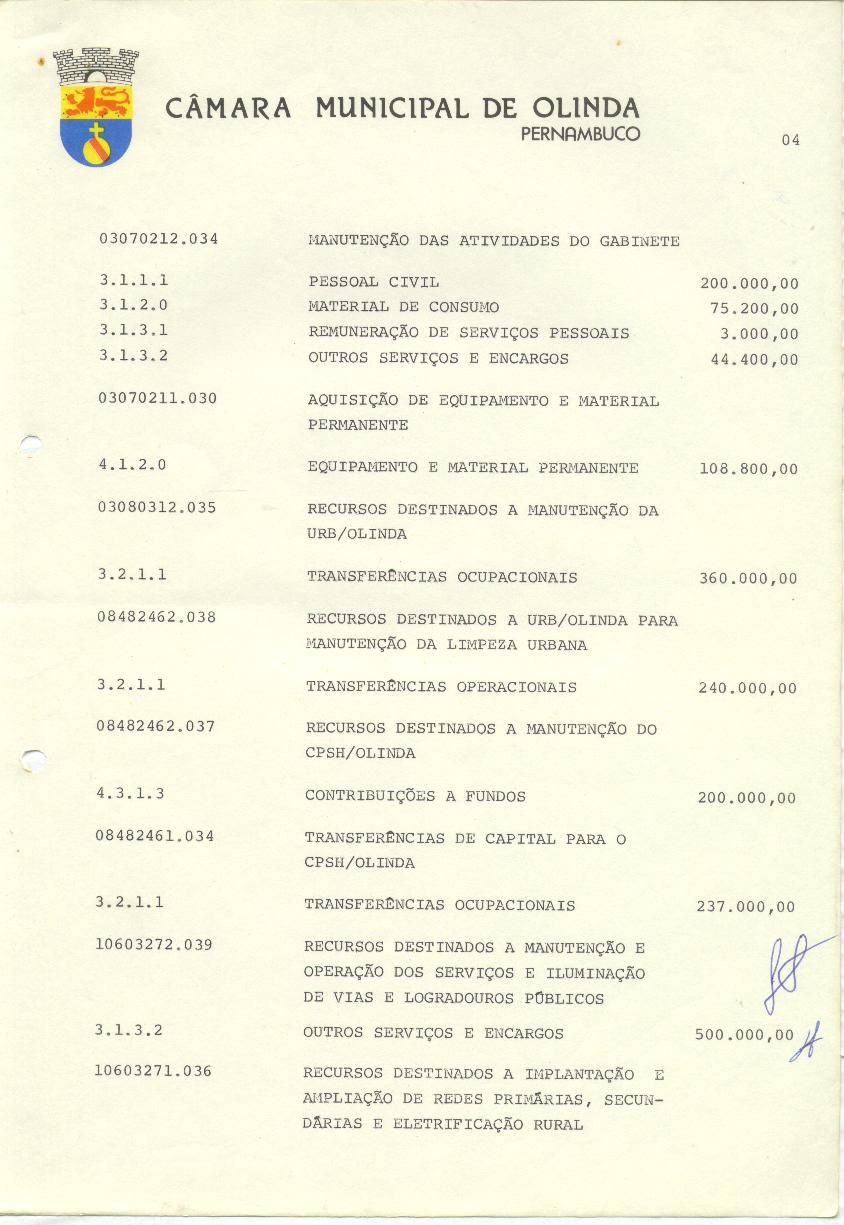 CÂMARA MUNICIPAL DE OLINDA
PERNAMBUCO
04
03070212.034 MANUTENÇÃO DAS ATIVIDADES DO GABINETE
3.1.1.1 PESSOAL CIVIL 200.000,00
3.1.2.0 MATERIAL DE CONSUMO 75.200,00
3.1.3.1 REMUNERAÇÃO DE SERVIÇOS PESSOAIS 3.000,00
3.1.3.2 OUTROS SERVIÇOS E ENCARGOS 44.400,00
03070211.030 AQUISIÇÃO DE EQUIPAMENTO E MATERIAL
PERMANENTE
4.1.2.0 EQUIPAMENTO E MATERIAL PERMANENTE 108.800,00
03080312.035 RECURSOS DESTINADOS A MANUTENÇÃO DA
URB/OLINDA
3.2.1.1 TRANSFERÊNCIAS OCUPACIONAIS 360.000,00
08482462.038 RECURSOS DESTINADOS A URB/OLINDA PARA
MANUTENÇÃO DA LIMPEZA URBANA
3.2.1.1 TRANSFERÊNCIAS OPERACIONAIS 240.000,00
08482462.037 RECURSOS DESTINADOS A MANUTENÇÃO DO
CPSH/OLINDA
4.3.1.3 CONTRIBUIÇÕES A FUNDOS 200.000,00
08482461.034 TRANSFERÊNCIAS DE CAPITAL PARA O
CPSH/OLINDA
3.2.1.1 TRANSFERÊNCIAS OCUPACIONAIS 237.000,00
10603272.039 RECURSOS DESTINADOS A MANUTENÇÃO E
OPERAÇÃO DOS SERVIÇOS E ILUMINAÇÃO
DE VIAS E LOGRADOUROS PÚBLICOS
3.1.3.2 OUTROS SERVIÇOS E ENCARGOS 500.000,00
10603271.036 RECURSOS DESTINADOS A IMPLANTAÇÃO E
AMPLIAÇÃO DE REDES PRIMÁRIAS, SECUN-
DÁRIAS E ELETRIFICAÇÃO RURAL